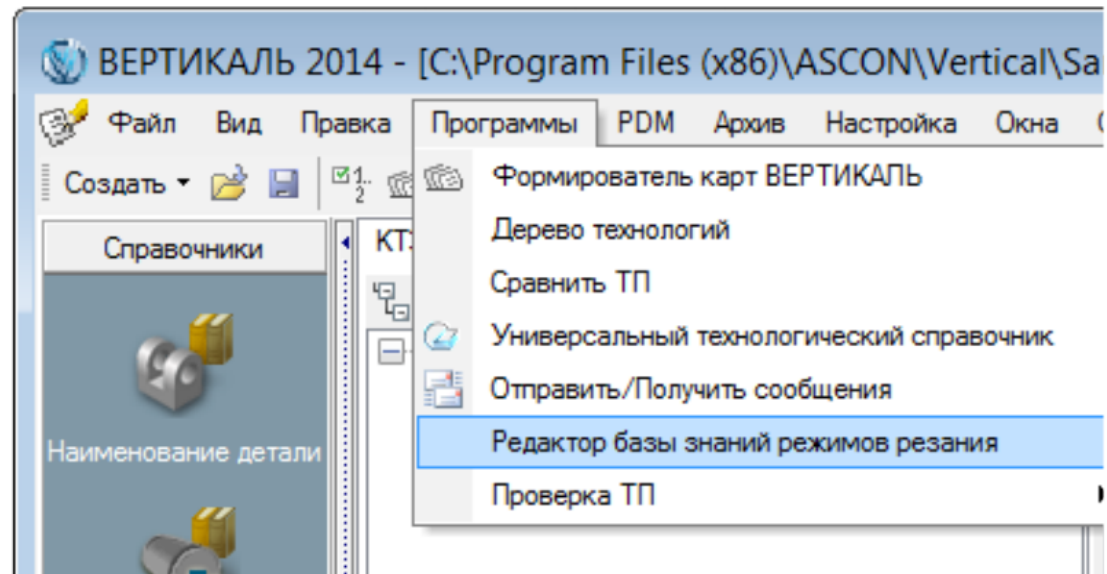 ВЕРТИКАЛЬ 2014 - [C:\Program Files (x86)\ASCON\Vertical\Sa
Файл Вид Правка Программы PDM Архив Настройка Окна
Создать
Формирователь карт ВЕРТИКАЛЬ
Справочники
КТ
Дерево технологий
Сравнить ТП
Универсальный технологический справочник
Отправить/Получить сообщения
Наименование детали
Редактор базы знаний режимов резания
Проверка ТП